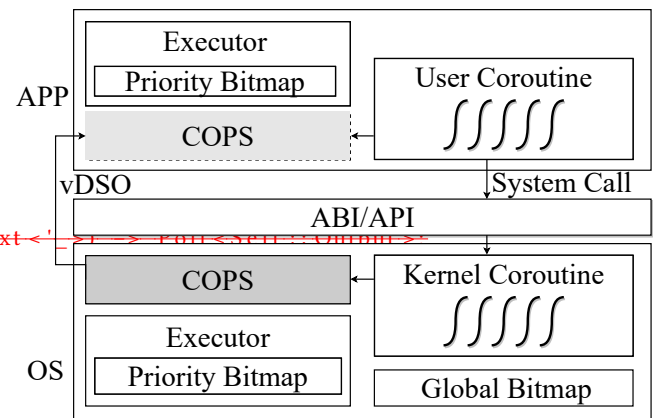 Executor
Priority Bitmap
User Coroutine
APP
COPS
vDSO
System Call
ABI/API
COPS
Kernel Coroutine
Executor
Priority Bitmap
OS
Global Bitmap